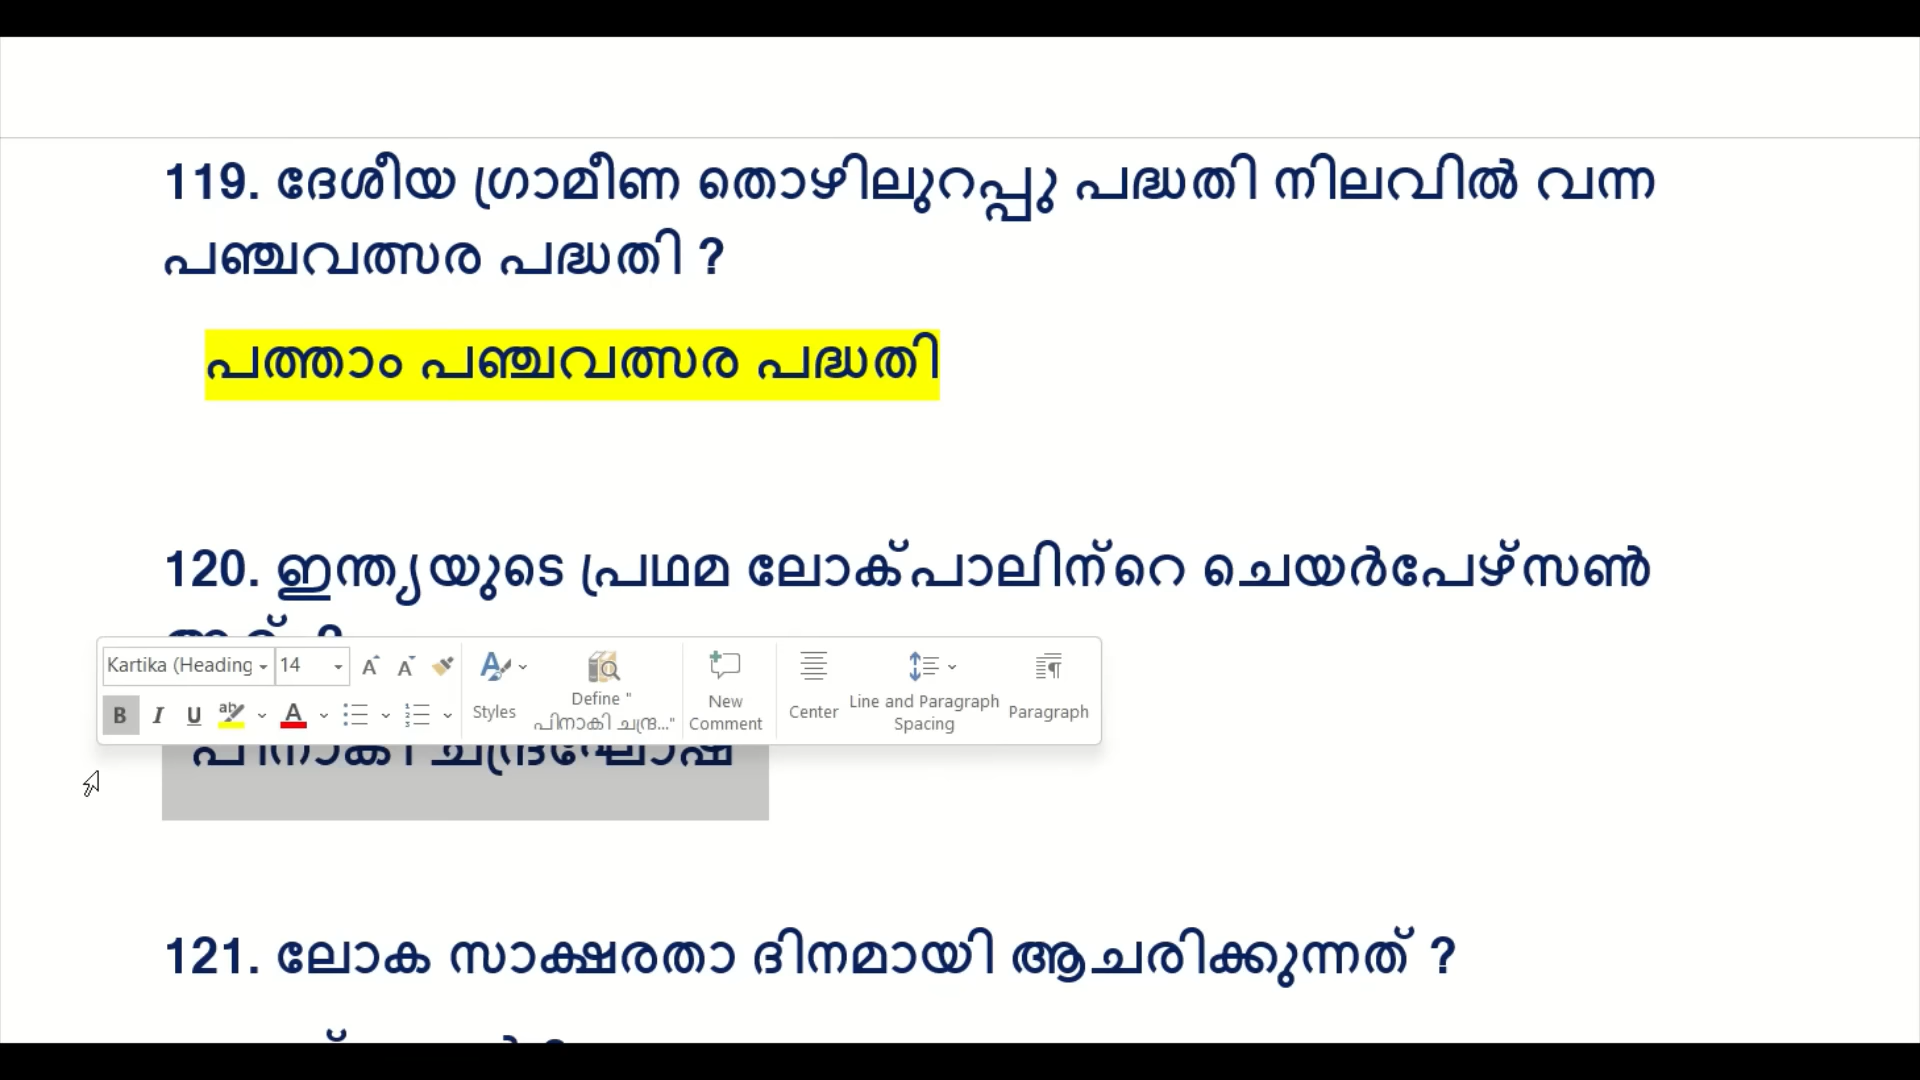 119. ദേശീയ ഗ്രാമീണ തൊഴിലുറപ്പു പദ്ധതി നിലവിൽ വന്ന
പഞ്ചവത്സര പദ്ധതി ?
പത്താം പഞ്ചവത്സര പദ്ധതി
120. ഇന്ത്യയുടെ പ്രഥമ ലോക്പാലിന്റെ ചെയർപേഴ്സൺ
Kartika (Heading 14
Define "
പിനാകി ചന്ദ്ര..."
Styles
New
Comment
Center
Line and Paragraph
Spacing
Paragraph
B I U
പിനാകി ചന്ദ്രഘോഷ്
121. ലോക സാക്ഷരതാ ദിനമായി ആചരിക്കുന്നത് ?